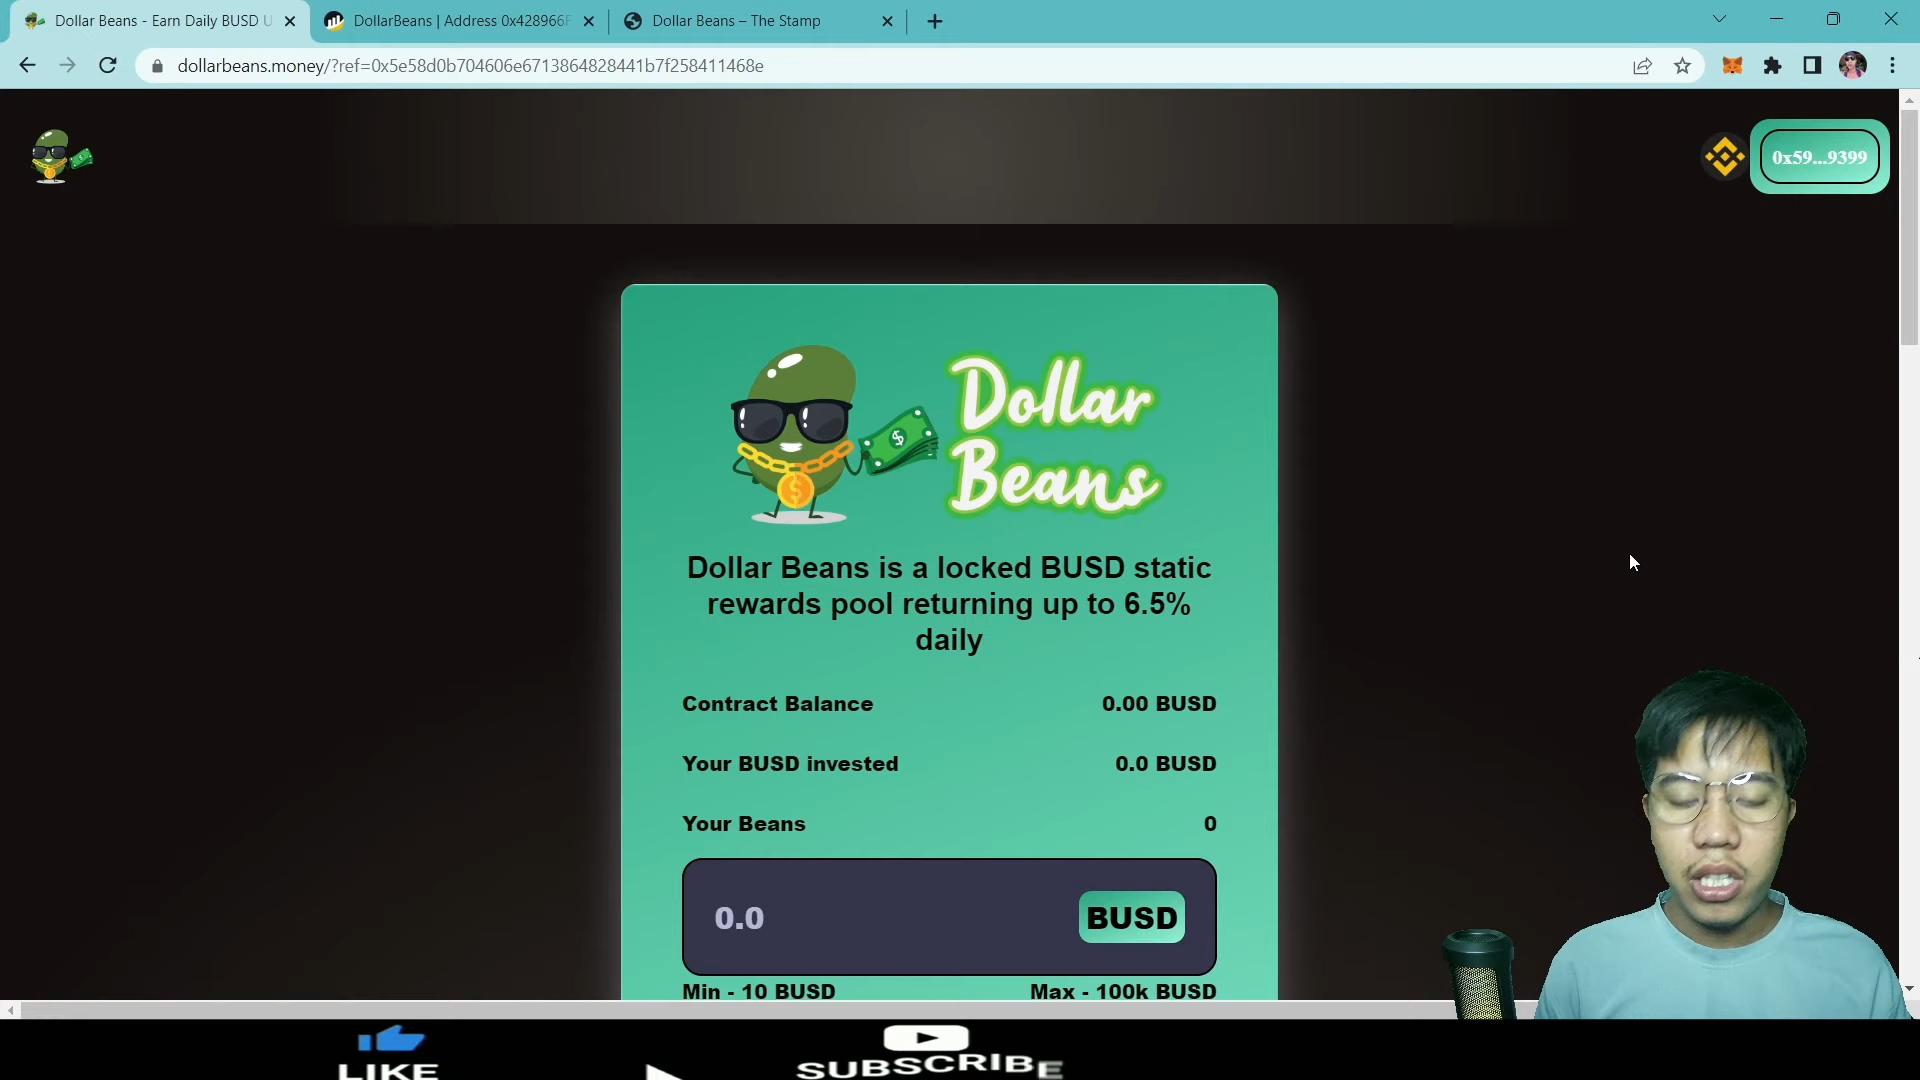 Dollar Beans - Earn Daily BUSD U
DollarBeans | Address 0x428966F
Dollar Beans – The Stamp
dollarbeans.money/?ref=0x5e58d0b704606e6713864828441b7f258411468e
0x59...9399
Dollar
Beans
Dollar Beans is a locked BUSD static
rewards pool returning up to 6.5%
daily
Contract Balance 0.00 BUSD
Your BUSD invested 0.0 BUSD
Your Beans 0
0.0 BUSD
Min - 10 BUSD Max - 100k BUSD
LIKE
SUBSCRIBE